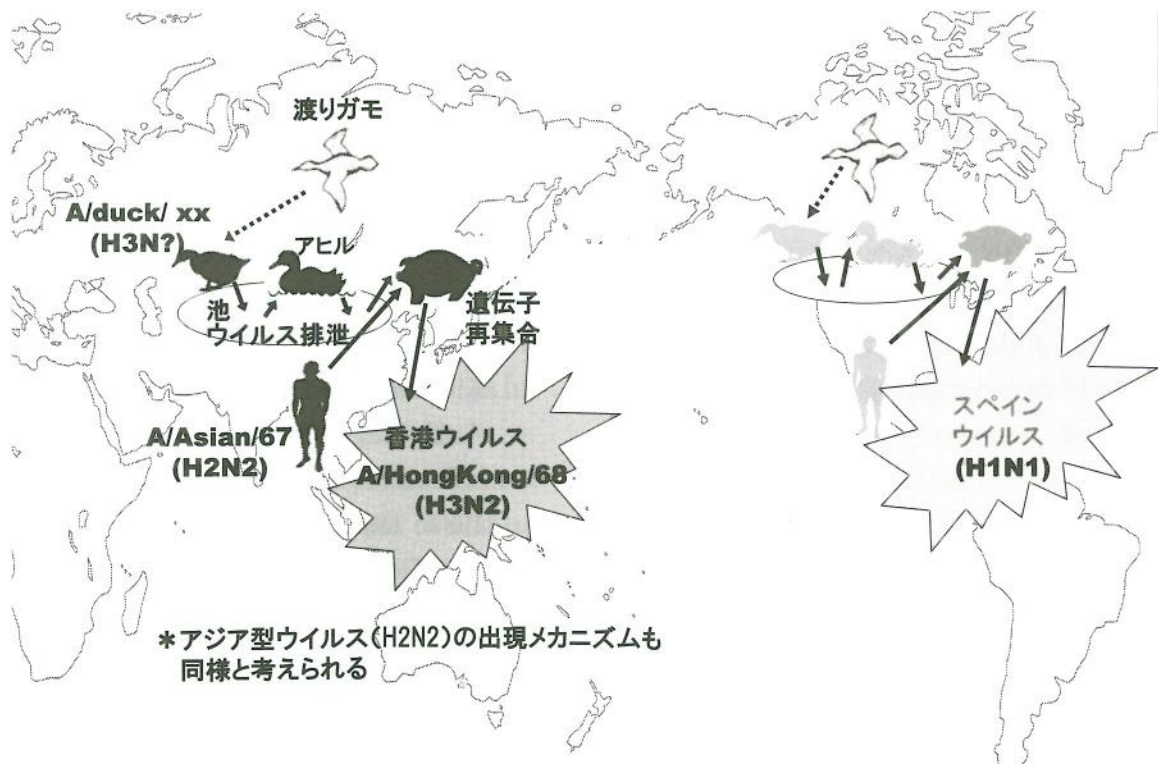 渡りガモ
A/duck/ xx
(H3N?)
アヒル
池
ウイルス排泄
遺伝子
再集合
A/Asian/67
(H2N2)
香港ウイルス
A/HongKong/68
(H3N2)
スペイン
ウイルス
(H1N1)
＊アジア型ウイルス(H2N2)の出現メカニズムも
同様と考えられる